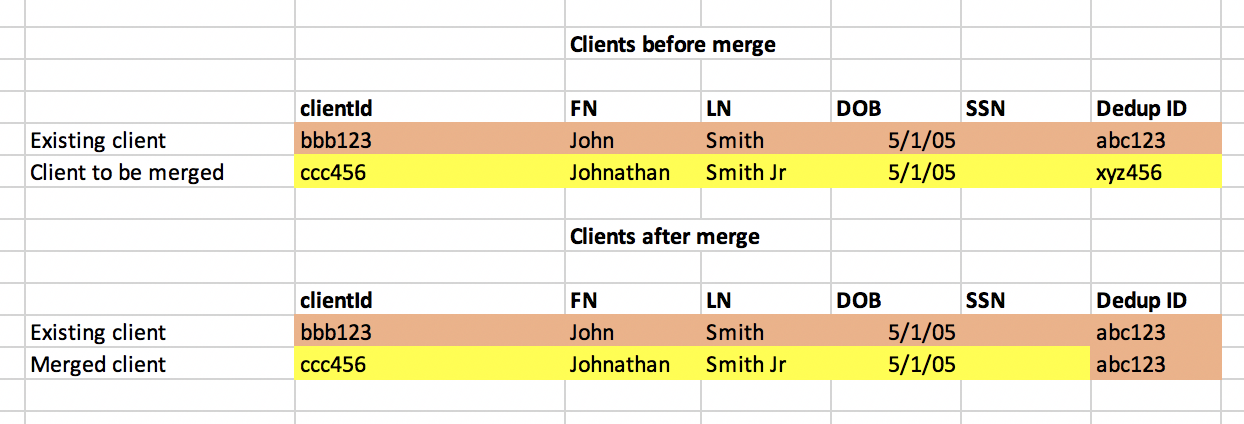 Clients before merge
clientId FN LN DOB SSN Dedup ID
Existing client bbb123 John Smith 5/1/05 abc123
Client to be merged ccc456 Johnathan Smith Jr 5/1/05 xyz456
Clients after merge
clientId FN LN DOB SSN Dedup ID
Existing client bbb123 John Smith 5/1/05 abc123
Merged client ccc456 Johnathan Smith Jr 5/1/05 abc123